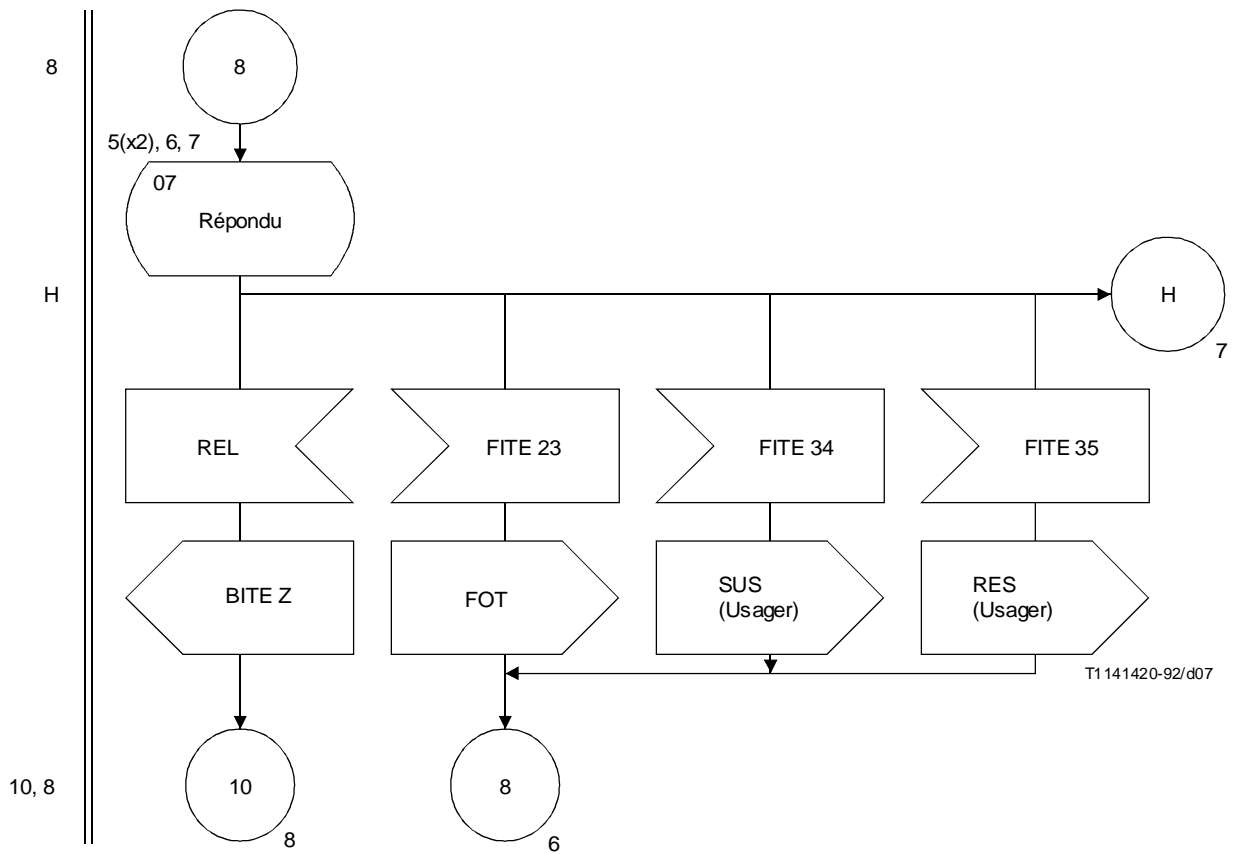 8
8
5(x2), 6, 7
07
Répondu
H
H
7
REL
FITE 23
FITE 34
FITE 35
BITE Z
FOT
SUS
(Usager)
RES
(Usager)
T1141420-92/d07
10, 8
10
8
8
6